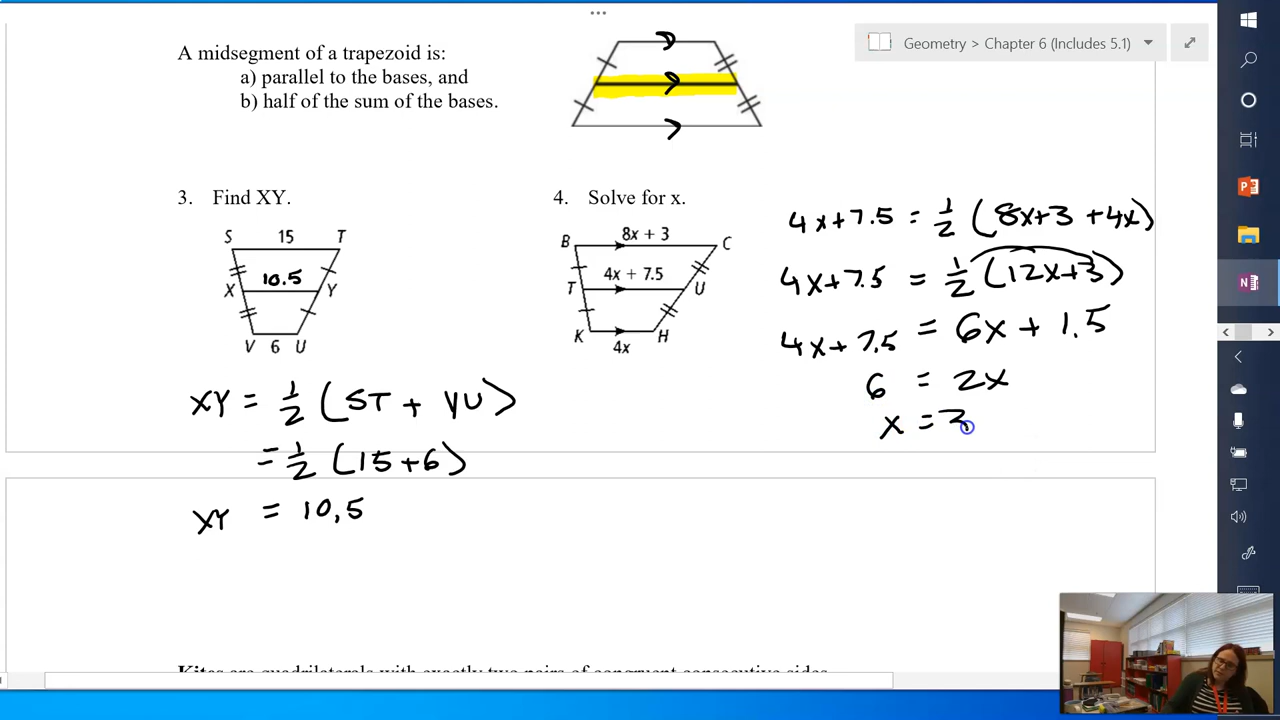 Geometry > Chapter 6 (Includes 5.1)
A midsegment of a trapezoid is:
a) parallel to the bases, and
b) half of the sum of the bases.
3. Find XY.
S 15 T
X 10.5 Y
V 6 U
XY = 1/2 (ST + VU)
= 1/2 (15+6)
XY = 10,5
4. Solve for x.
B 8x + 3 C
T 4x + 7.5 U
K H
4x
4x+7.5 = 1/2 (8x+3 +4x)
4x+7.5 = 1/2 (12x+3)
4x+7.5 = 6x + 1.5
6 = 2x
x = 3